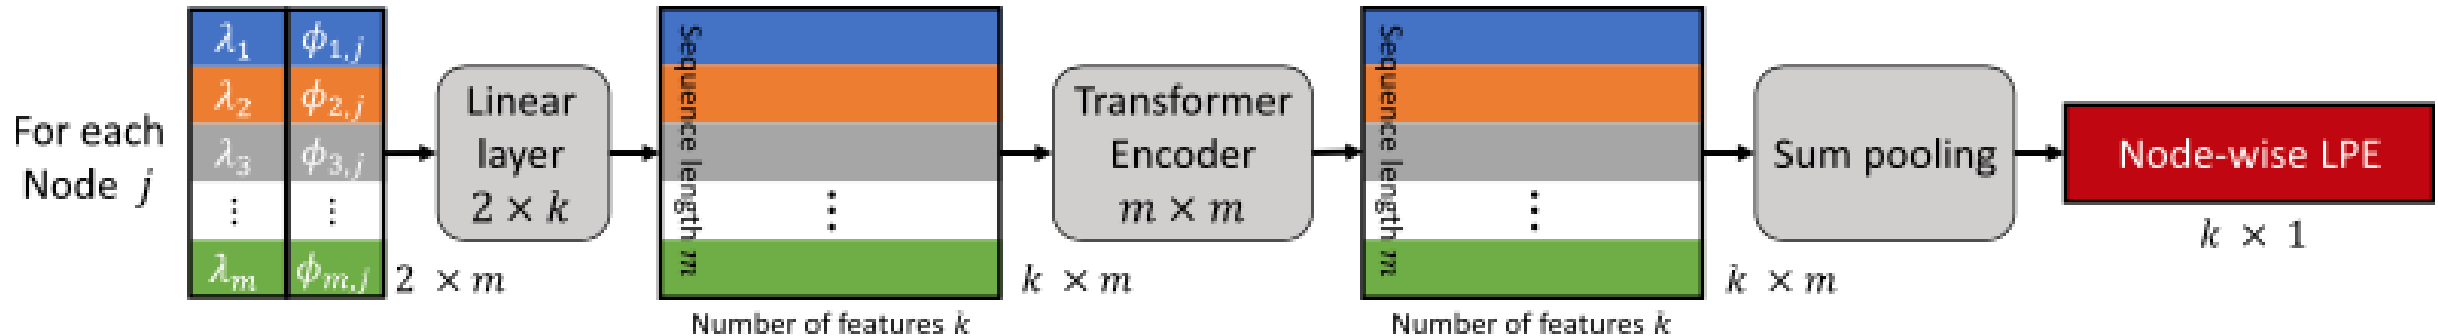 For each
Node j
λ₁ ϕ₁,ⱼ
λ₂ ϕ₂,ⱼ
λ₃ ϕ₃,ⱼ
⋮ ⋮
λₘ ϕₘ,ⱼ
2 × m
Linear
layer
2 × k
Sequence length m
⋮
Number of features k
k × m
Transformer
Encoder
m × m
Sequence length m
⋮
Number of features k
k × m
Sum pooling
Node-wise LPE
k × 1